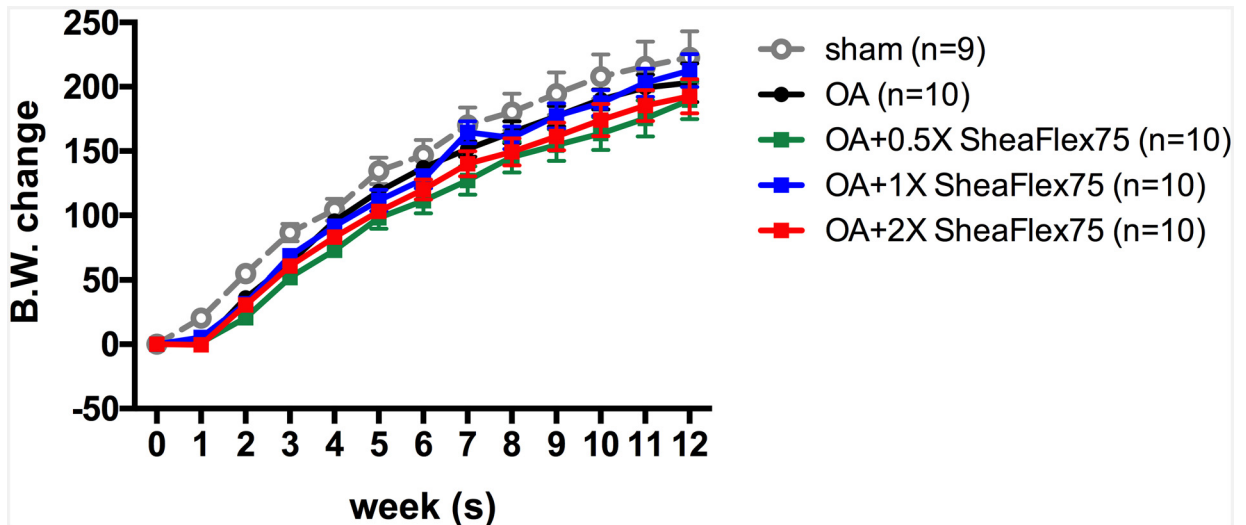 250
200
150
100
50
0
-50
B.W. change
0 1 2 3 4 5 6 7 8 9 10 11 12
week (s)
sham (n=9)
OA (n=10)
OA+0.5X SheaFlex75 (n=10)
OA+1X SheaFlex75 (n=10)
OA+2X SheaFlex75 (n=10)